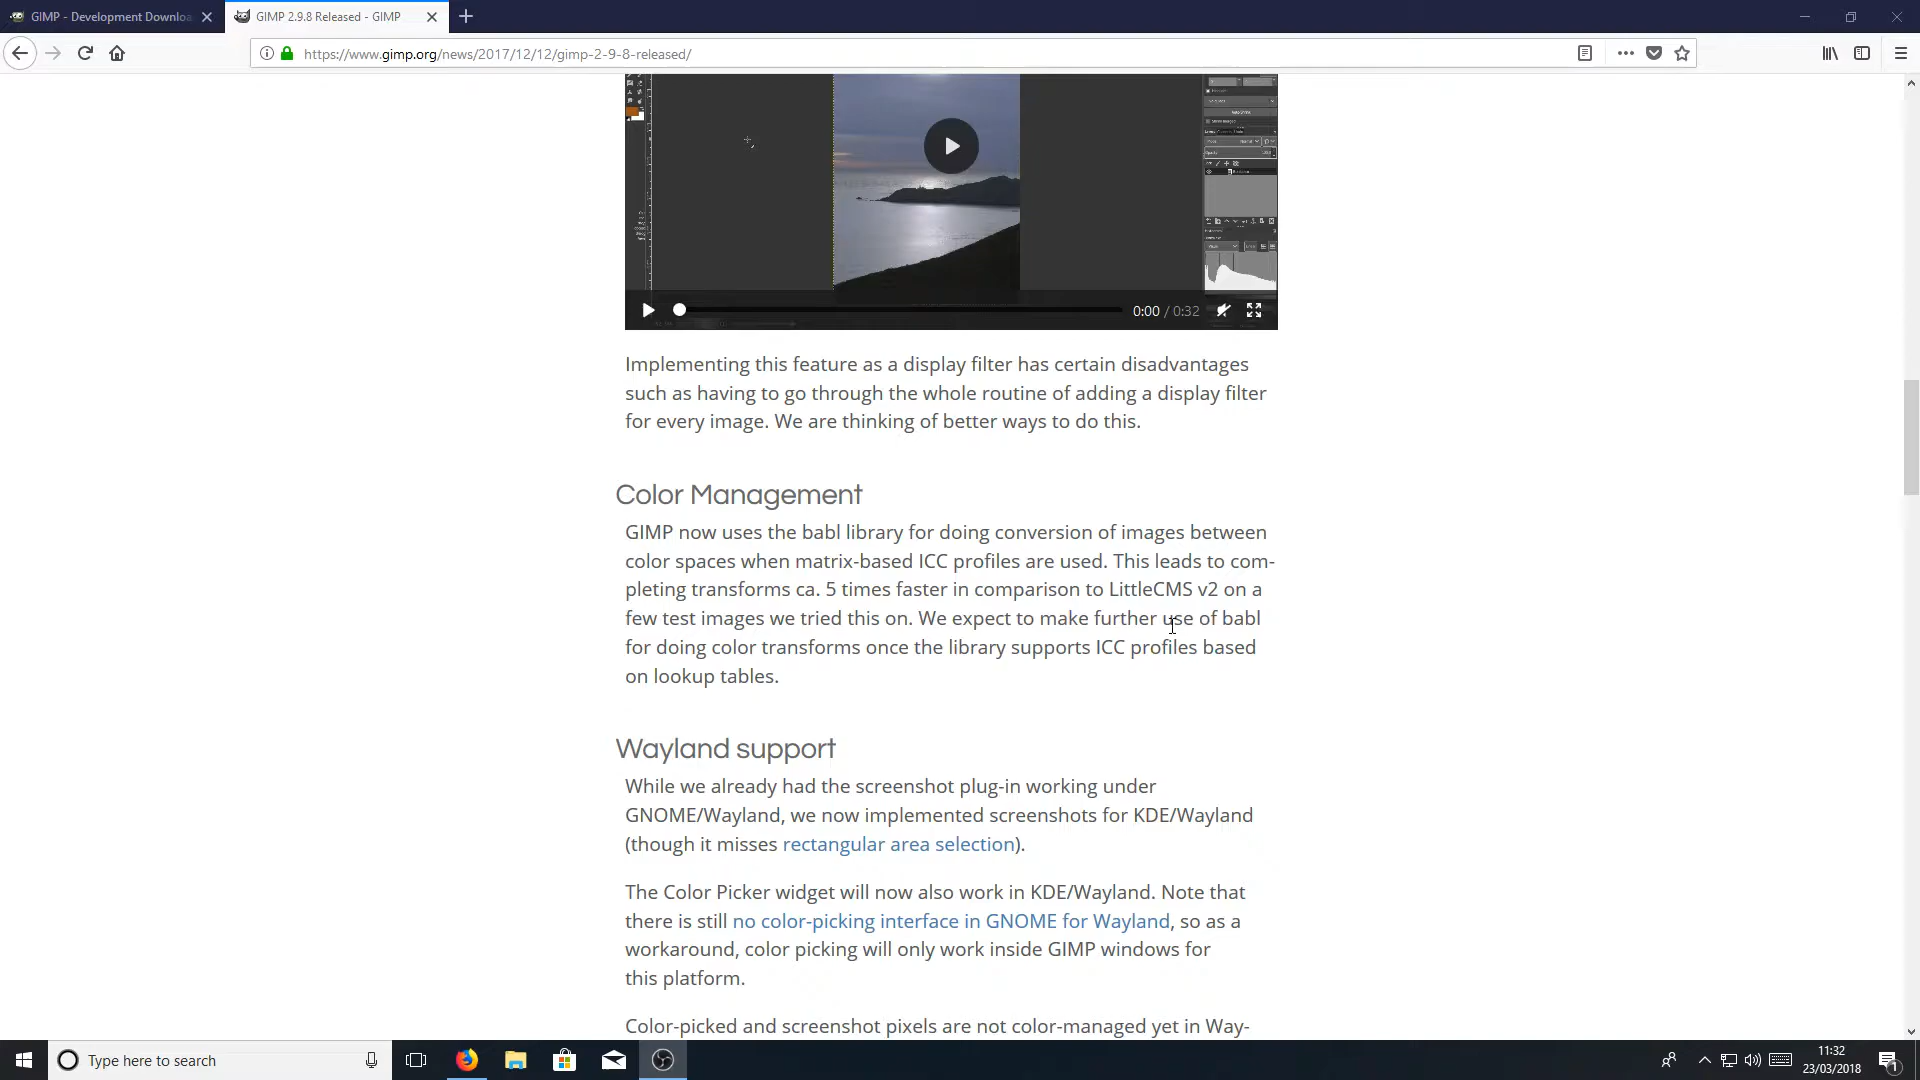 GIMP - Development Downloa
GIMP 2.9.8 Released - GIMP
https://www.gimp.org/news/2017/12/12/gimp-2-9-8-released/
0:00 / 0:32
Implementing this feature as a display filter has certain disadvantages
such as having to go through the whole routine of adding a display filter
for every image. We are thinking of better ways to do this.
Color Management
GIMP now uses the babl library for doing conversion of images between
color spaces when matrix-based ICC profiles are used. This leads to com-
pleting transforms ca. 5 times faster in comparison to LittleCMS v2 on a
few test images we tried this on. We expect to make further use of babl
for doing color transforms once the library supports ICC profiles based
on lookup tables.
Wayland support
While we already had the screenshot plug-in working under
GNOME/Wayland, we now implemented screenshots for KDE/Wayland
(though it misses rectangular area selection).
The Color Picker widget will now also work in KDE/Wayland. Note that
there is still no color-picking interface in GNOME for Wayland, so as a
workaround, color picking will only work inside GIMP windows for
this platform.
Color-picked and screenshot pixels are not color-managed yet in Way-
Type here to search
11:32
23/03/2018
1